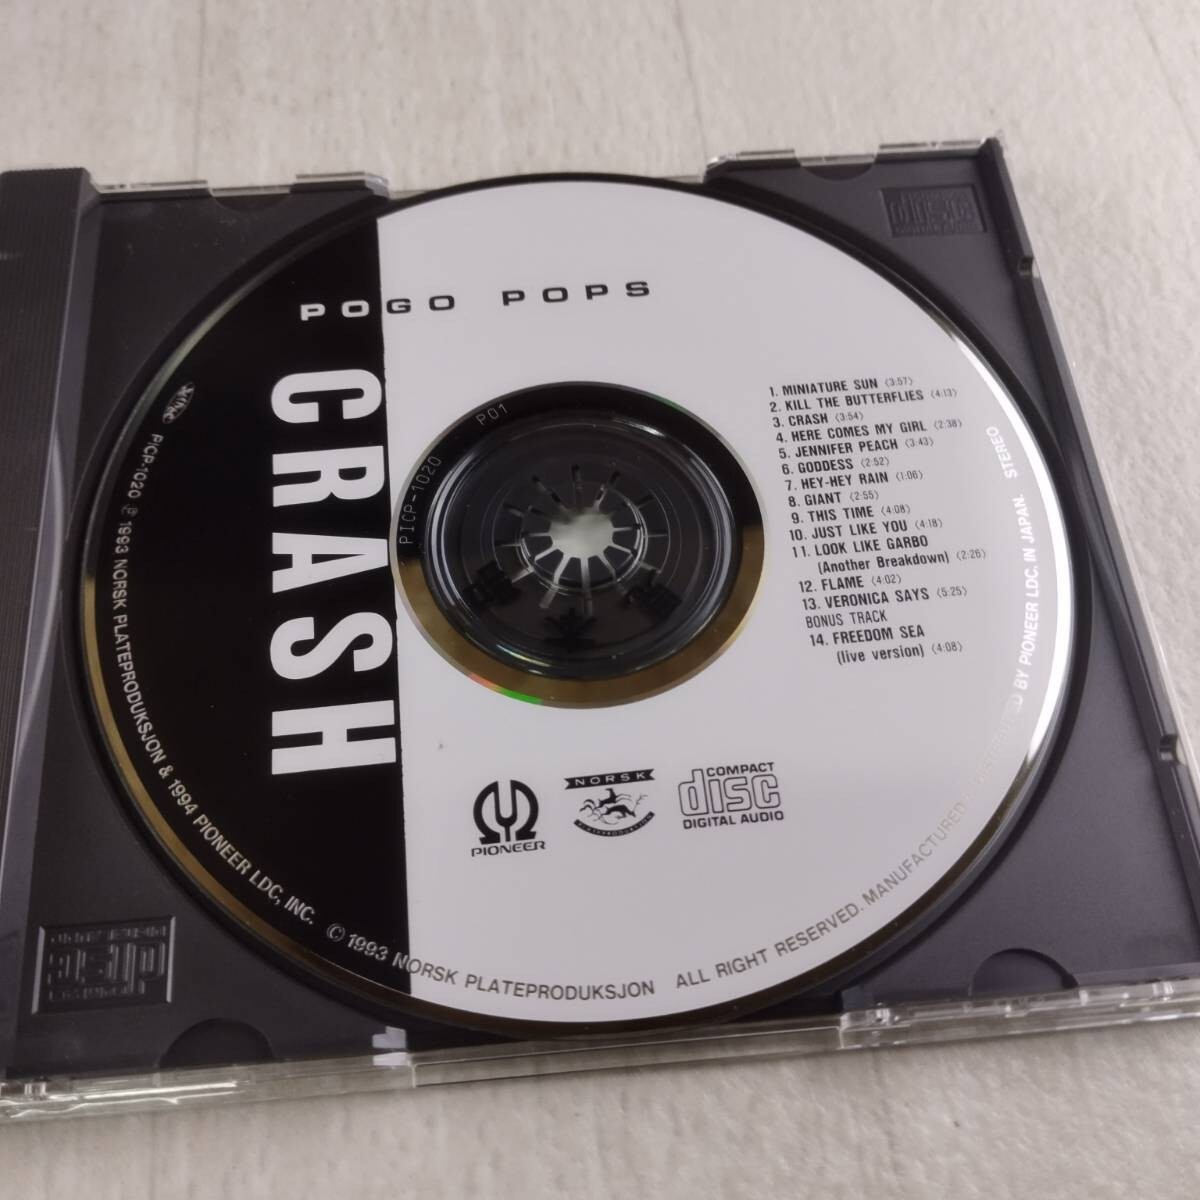 POGO POPS
CRASH
1. MINIATURE SUN (3:57)
2. KILL THE BUTTERFLIES (4:13)
3. CRASH (3:54)
4. HERE COMES MY GIRL (2:38)
5. JENNIFER PEACH (3:43)
6. GODDESS (2:52)
7. HEY-HEY RAIN (1:06)
8. GIANT (2:55)
9. THIS TIME (4:08)
10. JUST LIKE YOU (4:18)
11. LOOK LIKE GARBO
(Another Breakdown) (2:26)
12. FLAME (4:02)
13. VERONICA SAYS (5:25)
BONUS TRACK
14. FREEDOM SEA
(live version) (4:08)
PICP-1020 P01
PIONEER
NORSK
PLATEPRODUKSJON
COMPACT
disc
DIGITAL AUDIO
PICP-1020 ℗ 1993 NORSK PLATEPRODUKSJON & 1994 PIONEER LDC, INC. © 1993 NORSK PLATEPRODUKSJON ALL RIGHT RESERVED. MANUFACTURED BY PIONEER LDC. IN JAPAN. STEREO